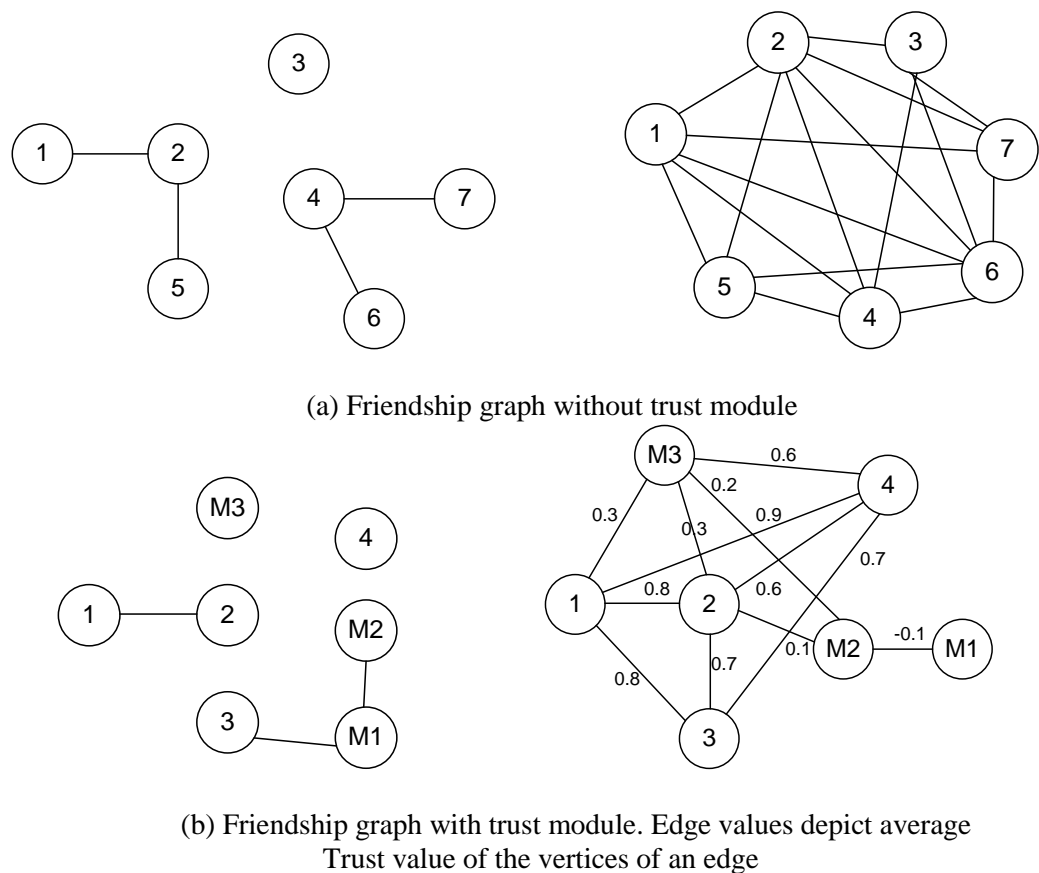 3
1 2
4 7
5
6
2 3
1
7
5
6
4
(a) Friendship graph without trust module
M3
4
1 2
M2
3
M1
M3 0.6 4
0.2
0.3 0.3 0.9
0.7
1 0.8 2 0.6
0.1 M2 -0.1 M1
0.8 0.7
3
(b) Friendship graph with trust module. Edge values depict average
Trust value of the vertices of an edge